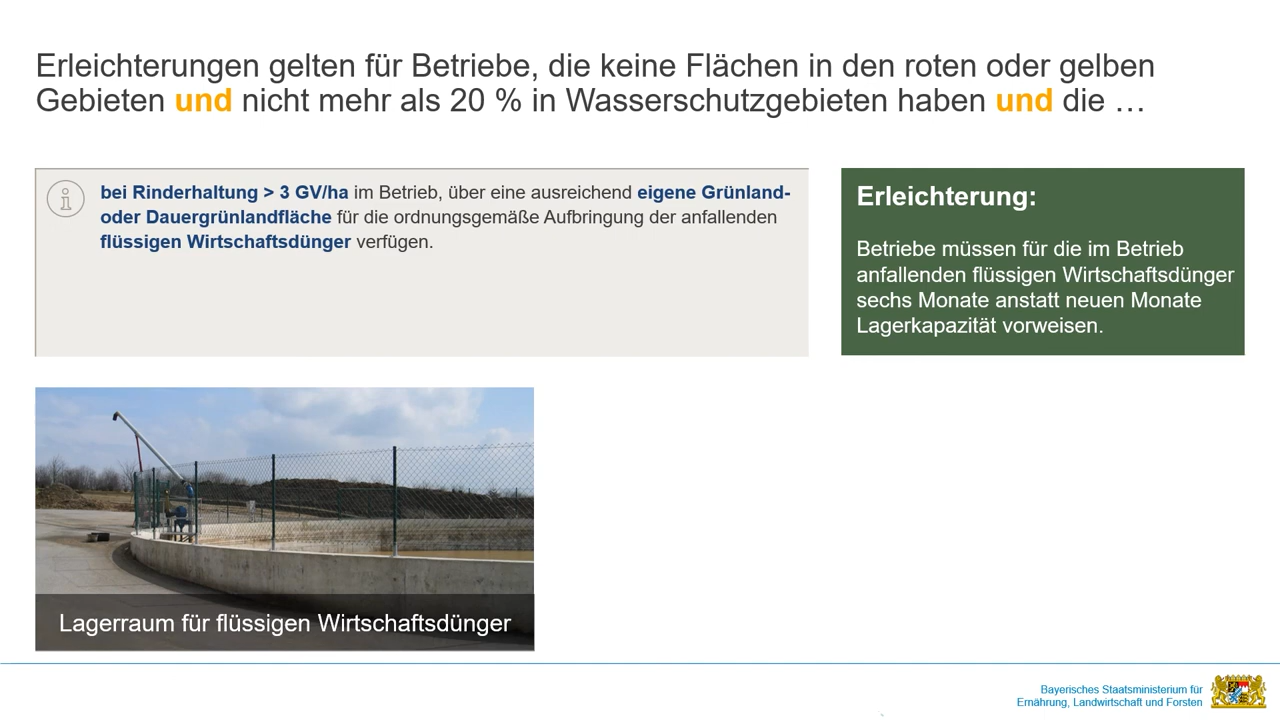 Erleichterungen gelten für Betriebe, die keine Flächen in den roten oder gelben
Gebieten und nicht mehr als 20 % in Wasserschutzgebieten haben und die …
bei Rinderhaltung > 3 GV/ha im Betrieb, über eine ausreichend eigene Grünland-
oder Dauergrünlandfläche für die ordnungsgemäße Aufbringung der anfallenden
flüssigen Wirtschaftsdünger verfügen.
Erleichterung:
Betriebe müssen für die im Betrieb
anfallenden flüssigen Wirtschaftsdünger
sechs Monate anstatt neuen Monate
Lagerkapazität vorweisen.
Lagerraum für flüssigen Wirtschaftsdünger
Bayerisches Staatsministerium für
Ernährung, Landwirtschaft und Forsten